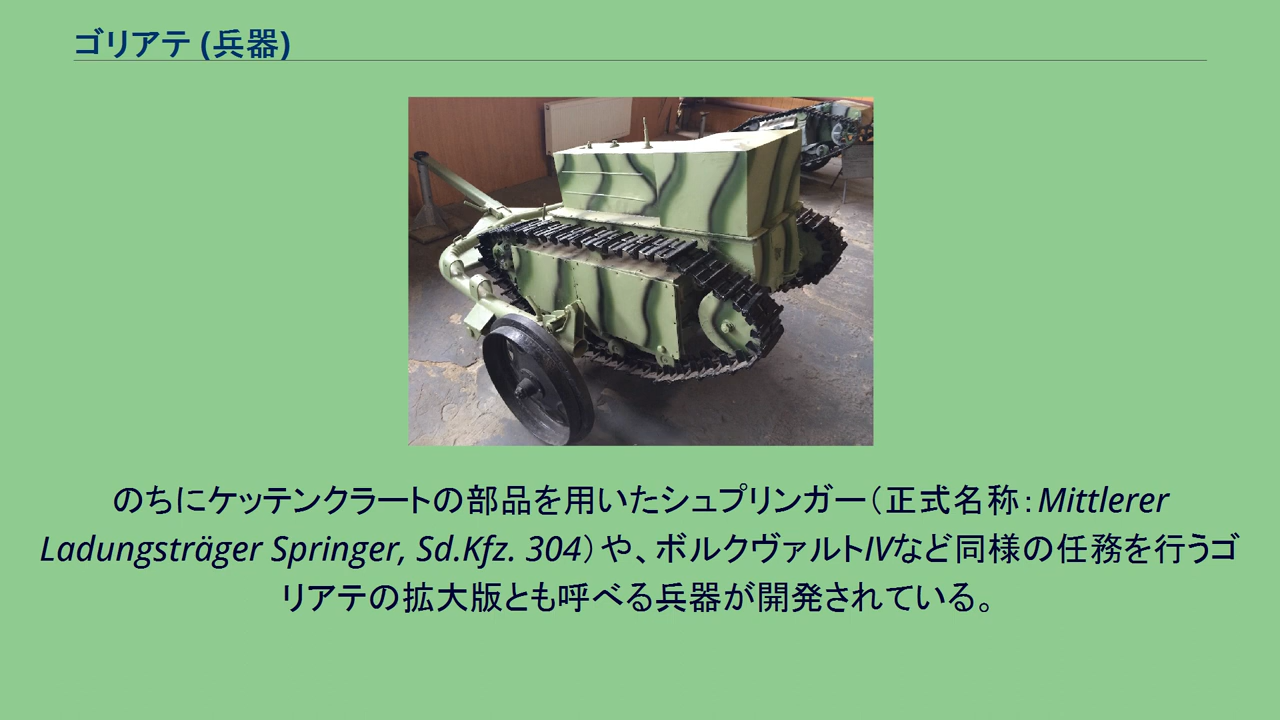 ゴリアテ (兵器)
のちにケッテンクラートの部品を用いたシュプリンガー（正式名称：Mittlerer
Ladungsträger Springer, Sd.Kfz. 304）や、ボルクヴァルトIVなど同様の任務を行うゴ
リアテの拡大版とも呼べる兵器が開発されている。